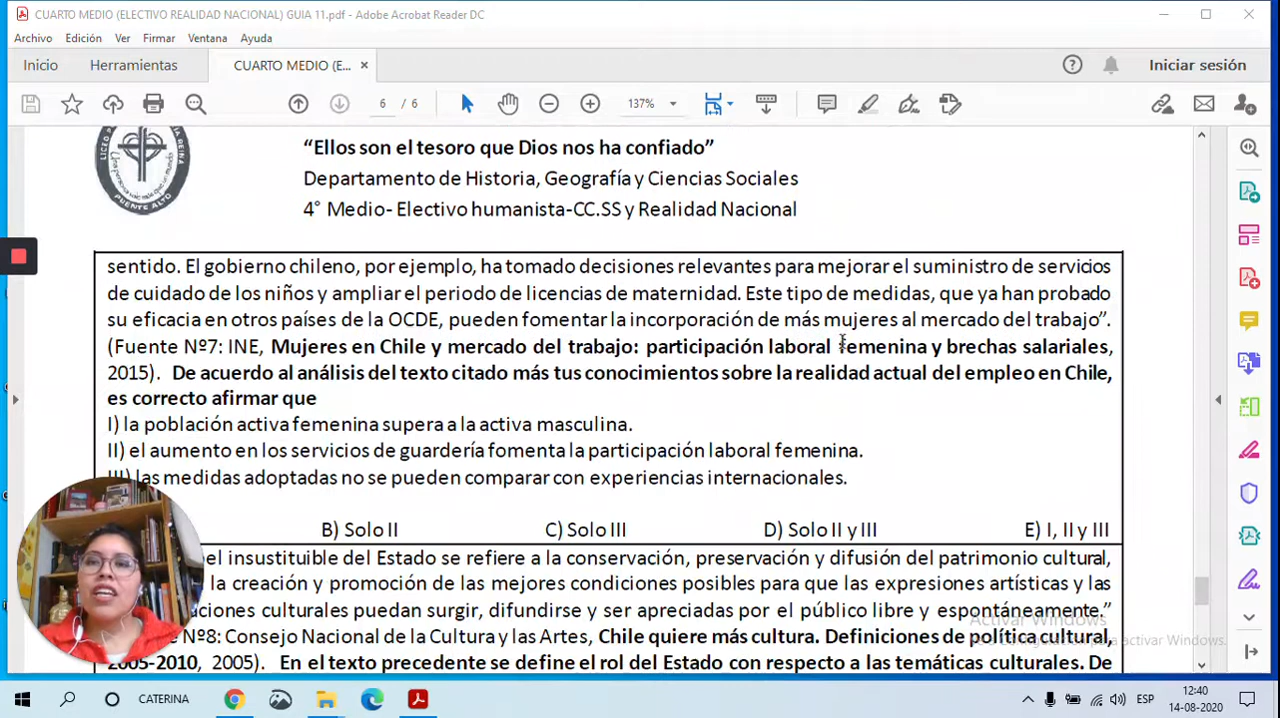 CUARTO MEDIO (ELECTIVO REALIDAD NACIONAL) GUIA 11.pdf - Adobe Acrobat Reader DC
Archivo Edición Ver Firmar Ventana Ayuda
Inicio Herramientas CUARTO MEDIO (E... × Iniciar sesión
6 / 6 137%
PUENTE ALTO
“Ellos son el tesoro que Dios nos ha confiado”
Departamento de Historia, Geografía y Ciencias Sociales
4° Medio- Electivo humanista-CC.SS y Realidad Nacional
sentido. El gobierno chileno, por ejemplo, ha tomado decisiones relevantes para mejorar el suministro de servicios
de cuidado de los niños y ampliar el periodo de licencias de maternidad. Este tipo de medidas, que ya han probado
su eficacia en otros países de la OCDE, pueden fomentar la incorporación de más mujeres al mercado del trabajo”.
(Fuente Nº7: INE, Mujeres en Chile y mercado del trabajo: participación laboral femenina y brechas salariales,
2015). De acuerdo al análisis del texto citado más tus conocimientos sobre la realidad actual del empleo en Chile,
es correcto afirmar que
I) la población activa femenina supera a la activa masculina.
II) el aumento en los servicios de guardería fomenta la participación laboral femenina.
III) las medidas adoptadas no se pueden comparar con experiencias internacionales.
B) Solo II C) Solo III D) Solo II y III E) I, II y III
el insustituible del Estado se refiere a la conservación, preservación y difusión del patrimonio cultural,
la creación y promoción de las mejores condiciones posibles para que las expresiones artísticas y las
aciones culturales puedan surgir, difundirse y ser apreciadas por el público libre y espontáneamente.”
Nº8: Consejo Nacional de la Cultura y las Artes, Chile quiere más cultura. Definiciones de política cultural,
2005-2010, 2005). En el texto precedente se define el rol del Estado con respecto a las temáticas culturales. De
Activar Windows
activar Windows.
CATERINA
ESP
12:40
14-08-2020